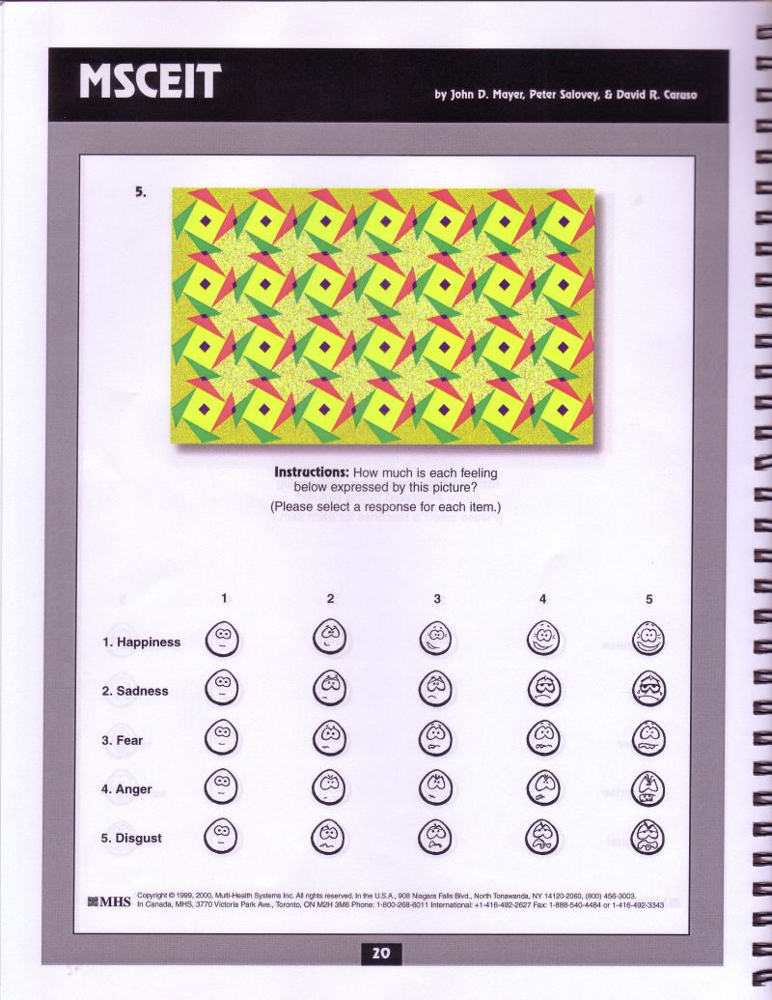 MSCEIT
by John D. Mayer, Peter Salovey, & David R. Caruso
5.
Instructions: How much is each feeling
below expressed by this picture?
(Please select a response for each item.)
1 2 3 4 5
1. Happiness
2. Sadness
3. Fear
4. Anger
5. Disgust
MHS
Copyright © 1999, 2000, Multi-Health Systems Inc. All rights reserved. In the U.S.A., 908 Niagara Falls Blvd., North Tonawanda, NY 14120-2060, (800) 456-3003.
In Canada, MHS, 3770 Victoria Park Ave., Toronto, ON M2H 3M6 Phone: 1-800-268-6011 International: +1-416-492-2627 Fax: 1-888-540-4484 or 1-416-492-3343
20